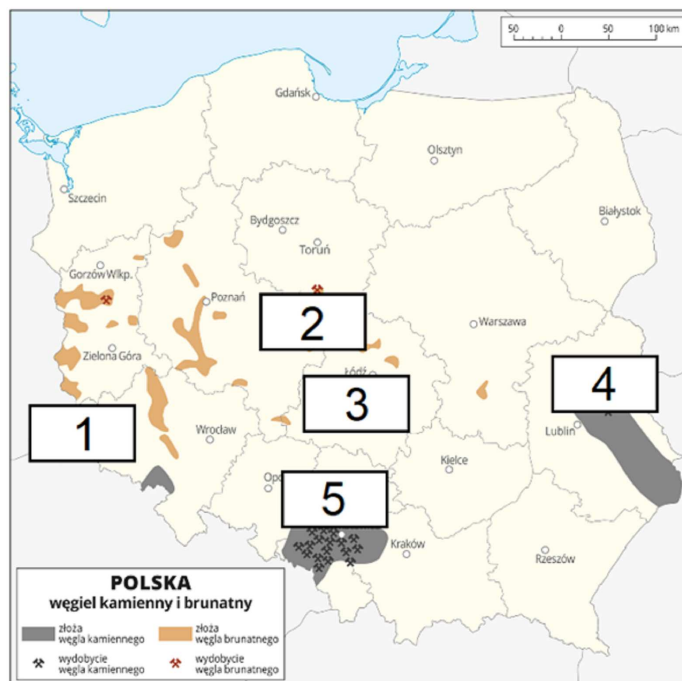 50 0 50 100 km
Gdańsk
Olsztyn
Szczecin
Bydgoszcz
Białystok
Toruń
Gorzów Wlkp.
Poznań
2
Warszawa
Zielona Góra
Łódź
4
3
1
Lublin
Wrocław
Kielce
Opo
5
Kraków
Rzeszów
POLSKA
węgiel kamienny i brunatny
złoża
węgla kamiennego
złoża
węgla brunatnego
wydobycie
węgla kamiennego
wydobycie
węgla brunatnego